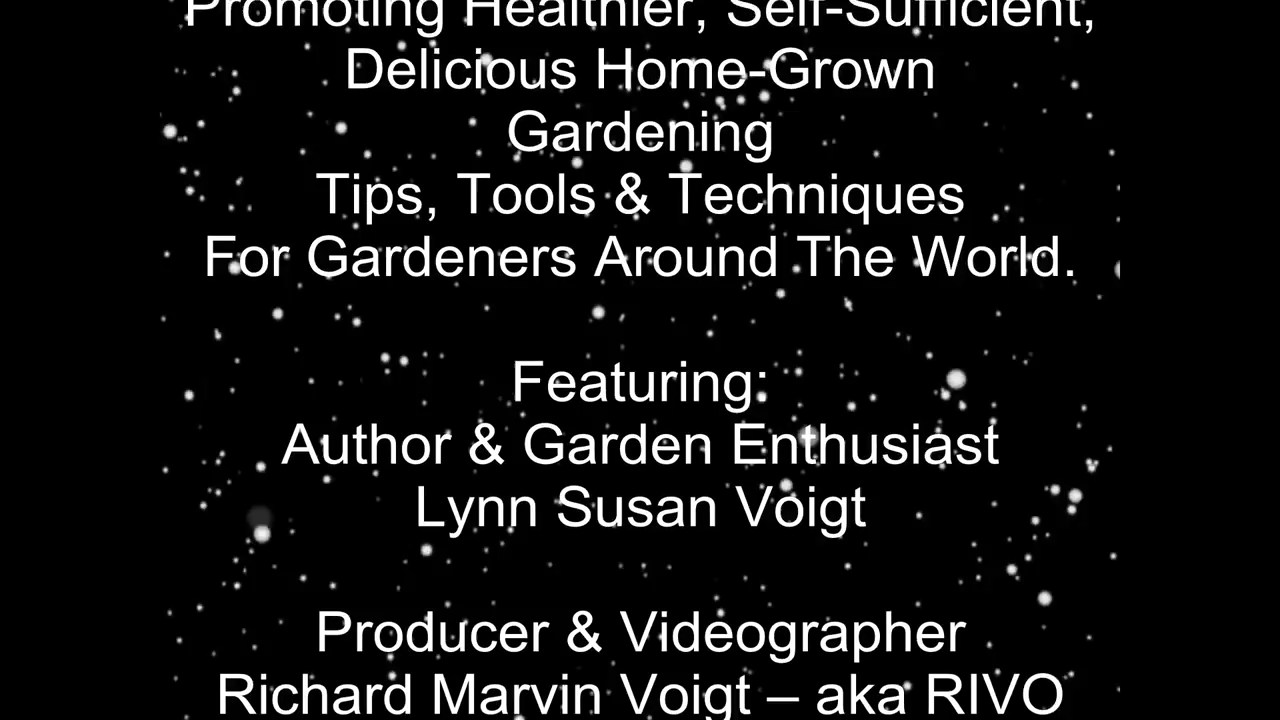 Promoting Healthier, Self-Sufficient,
Delicious Home-Grown
Gardening
Tips, Tools & Techniques
For Gardeners Around The World.
Featuring:
Author & Garden Enthusiast
Lynn Susan Voigt
Producer & Videographer
Richard Marvin Voigt – aka RIVO